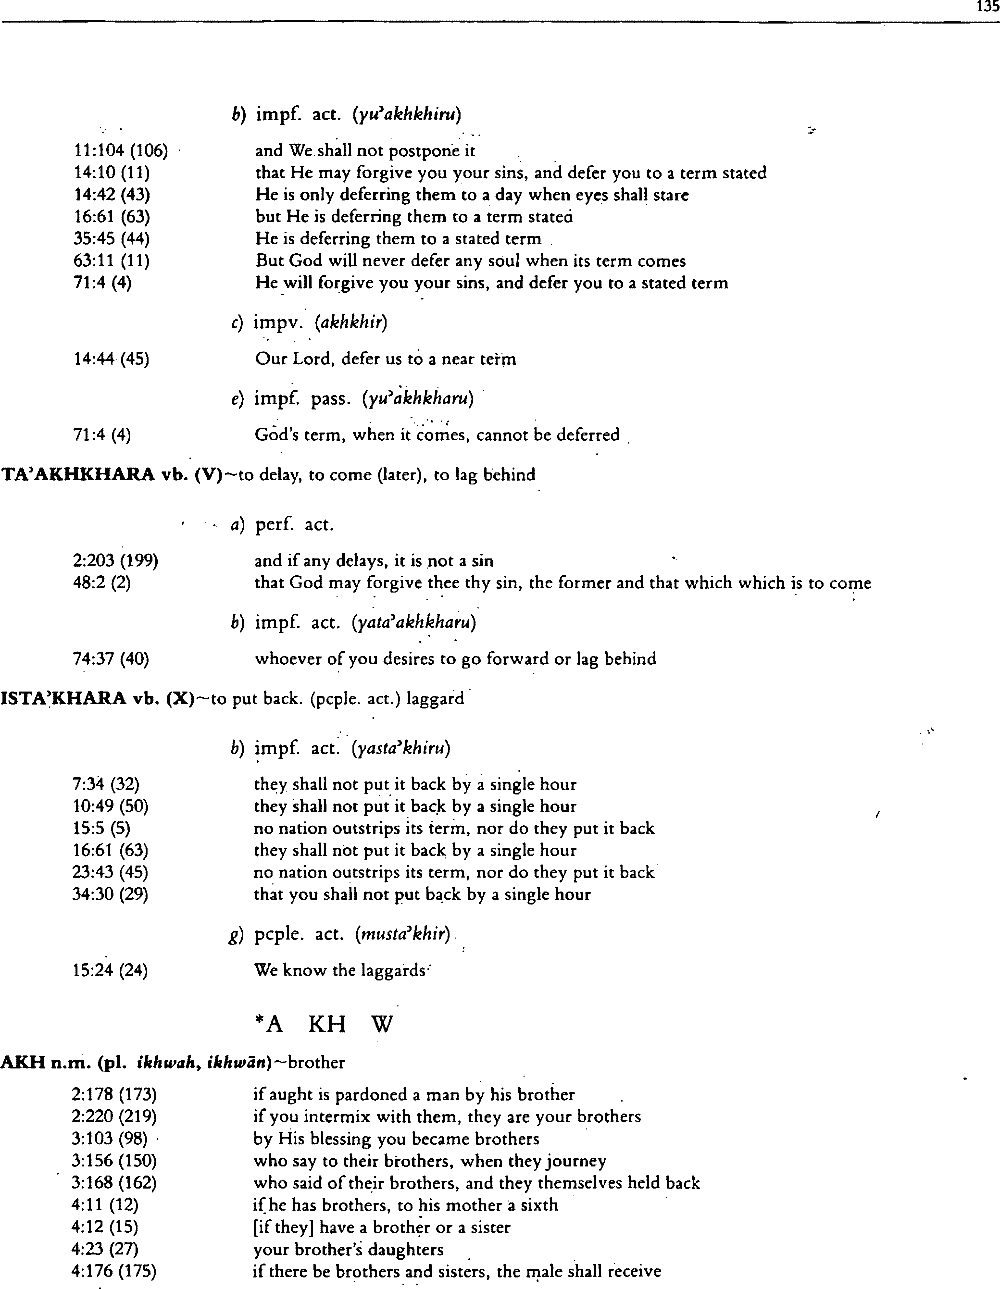 135
b) impf. act. (yu'akhkhiru)
11:104 (106) and We shall not postpone it
14:10 (11) that He may forgive you your sins, and defer you to a term stated
14:42 (43) He is only deferring them to a day when eyes shall stare
16:61 (63) but He is deferring them to a term stated
35:45 (44) He is deferring them to a stated term
63:11 (11) But God will never defer any soul when its term comes
71:4 (4) He will forgive you your sins, and defer you to a stated term
c) impv. (akhkhir)
14:44 (45) Our Lord, defer us to a near term
e) impf. pass. (yu'akhkharu)
71:4 (4) God's term, when it comes, cannot be deferred
TA'AKHKHARA vb. (V)~to delay, to come (later), to lag behind
a) perf. act.
2:203 (199) and if any delays, it is not a sin
48:2 (2) that God may forgive thee thy sin, the former and that which which is to come
b) impf. act. (yata'akhkharu)
74:37 (40) whoever of you desires to go forward or lag behind
ISTA'KHARA vb. (X)~to put back. (pcple. act.) laggard
b) impf. act. (yasta'khiru)
7:34 (32) they shall not put it back by a single hour
10:49 (50) they shall not put it back by a single hour
15:5 (5) no nation outstrips its term, nor do they put it back
16:61 (63) they shall not put it back by a single hour
23:43 (45) no nation outstrips its term, nor do they put it back
34:30 (29) that you shall not put back by a single hour
g) pcple. act. (musta'khir)
15:24 (24) We know the laggards
*A KH W
AKH n.m. (pl. ikhwah, ikhwān)~brother
2:178 (173) if aught is pardoned a man by his brother
2:220 (219) if you intermix with them, they are your brothers
3:103 (98) by His blessing you became brothers
3:156 (150) who say to their brothers, when they journey
3:168 (162) who said of their brothers, and they themselves held back
4:11 (12) if he has brothers, to his mother a sixth
4:12 (15) [if they] have a brother or a sister
4:23 (27) your brother's daughters
4:176 (175) if there be brothers and sisters, the male shall receive